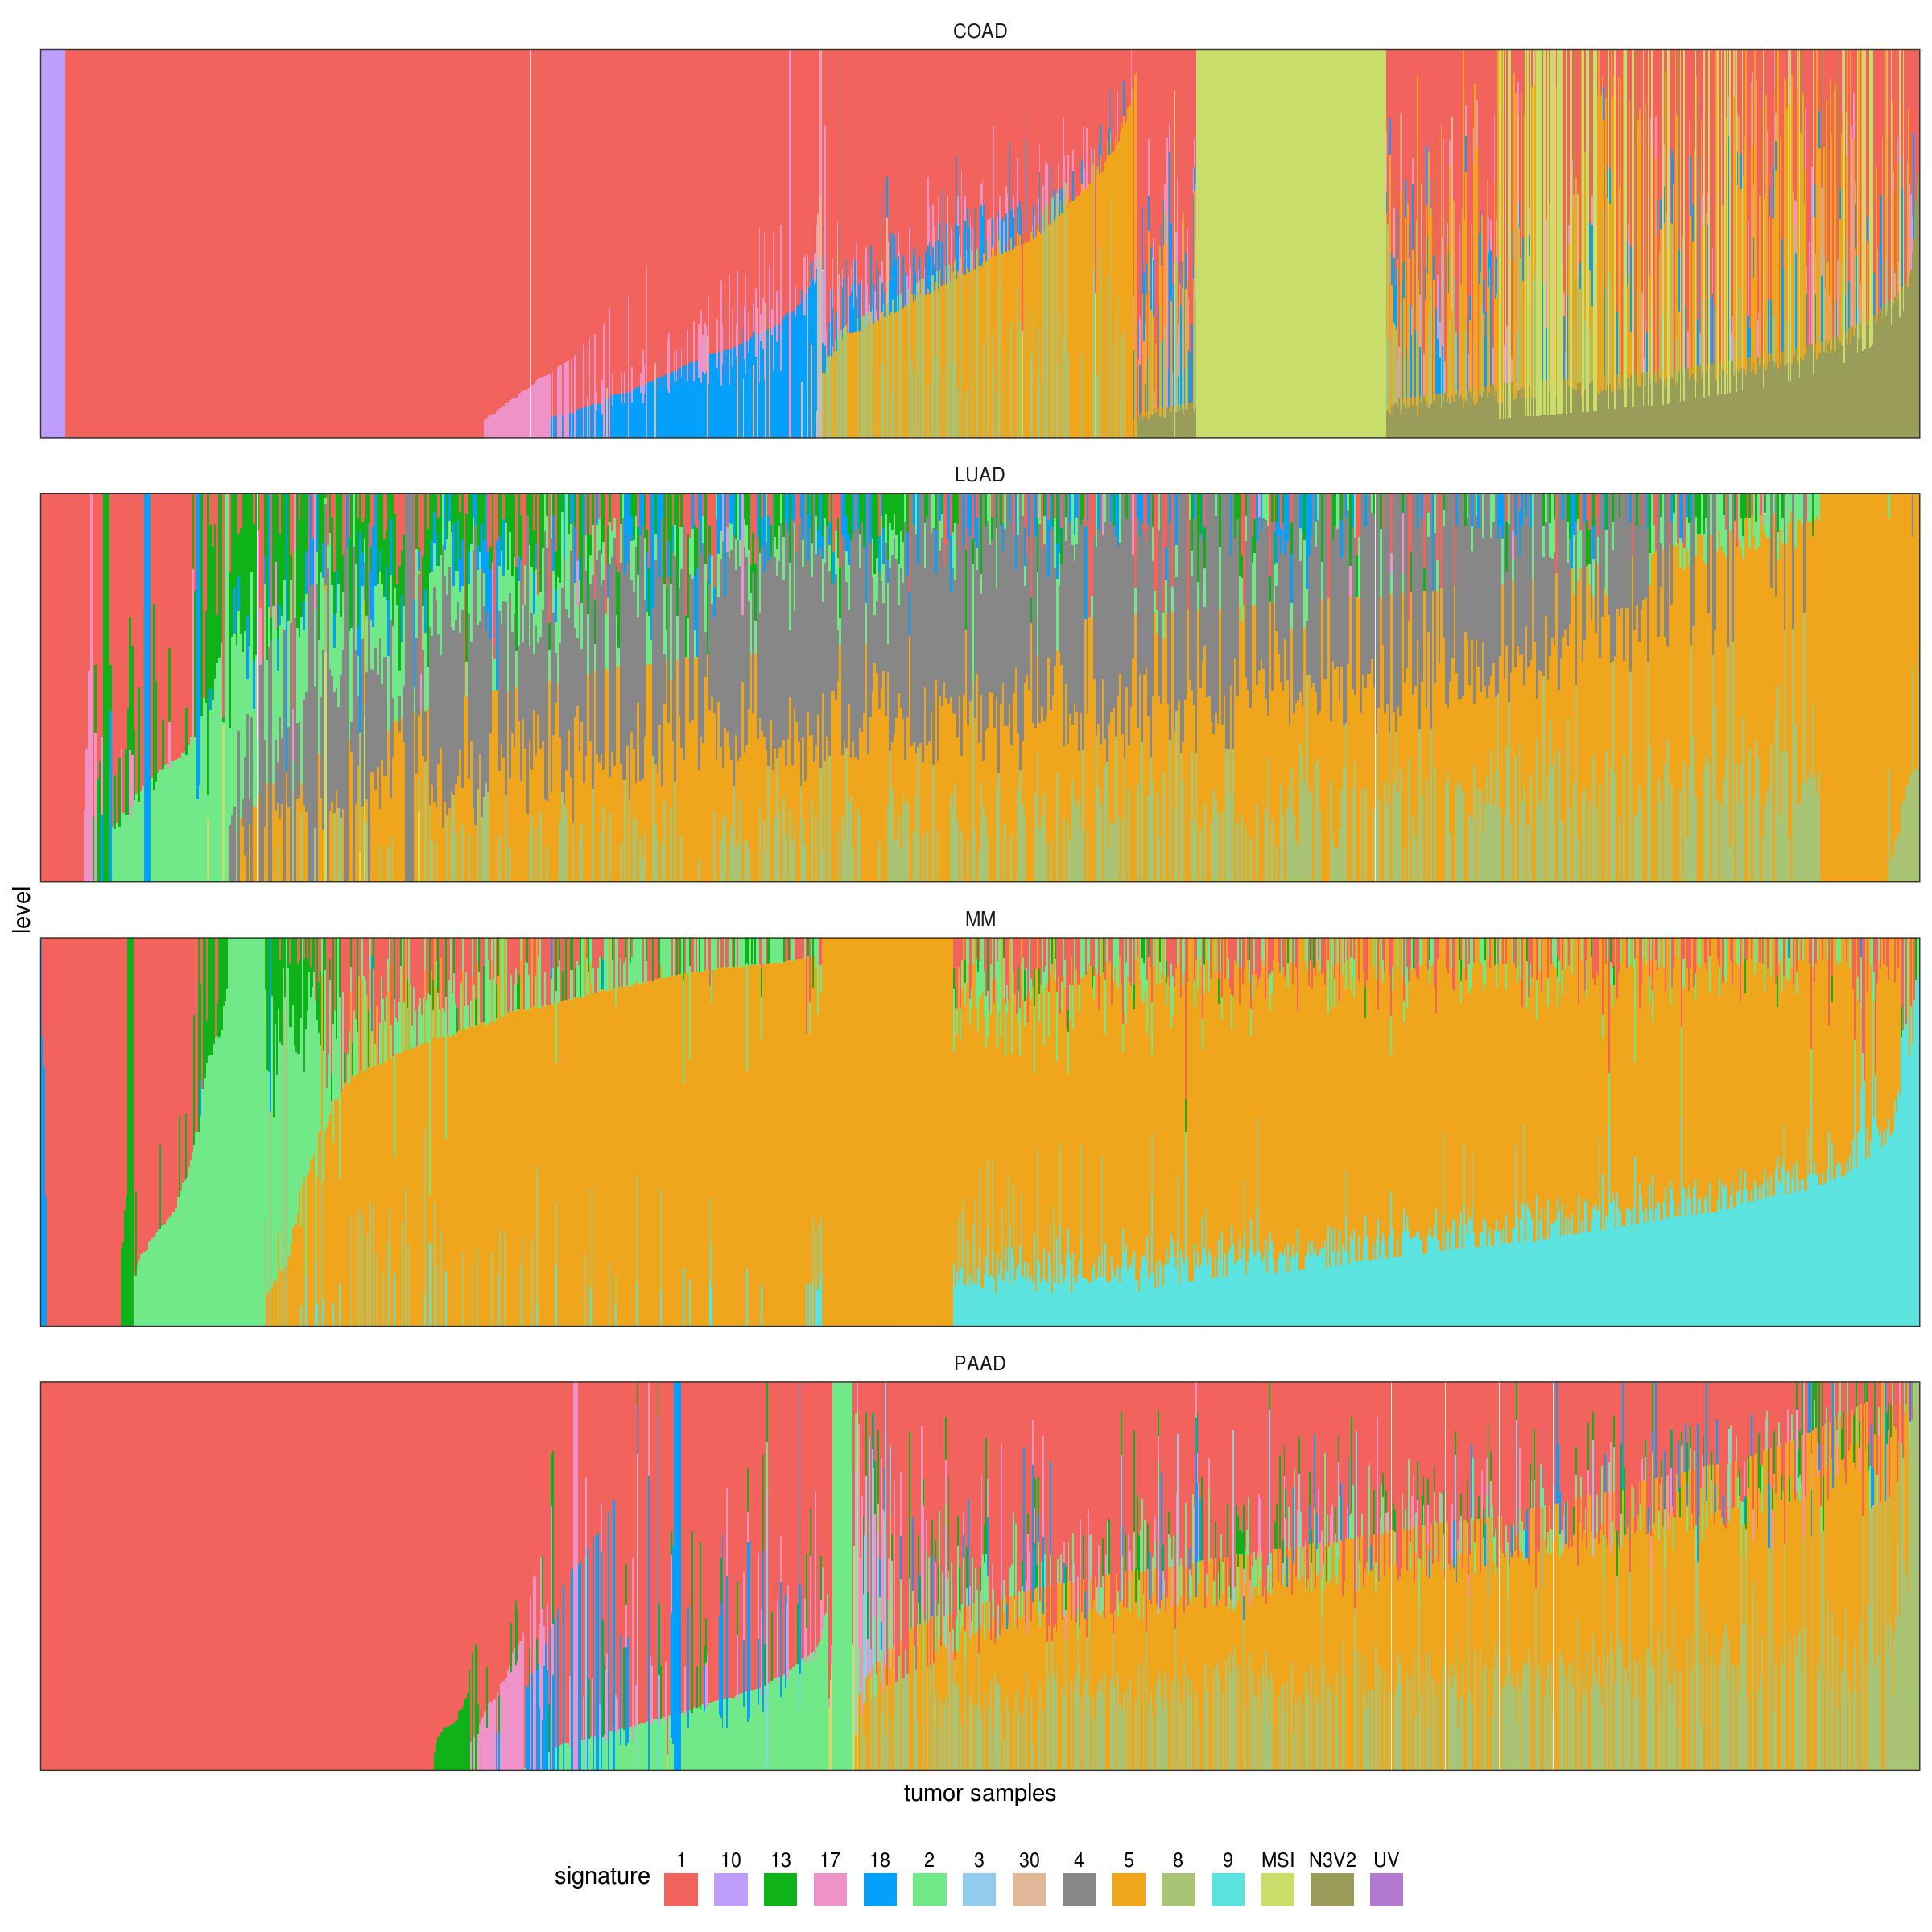 COAD
LUAD
level
MM
PAAD
tumor samples
signature 1 10 13 17 18 2 3 30 4 5 8 9 MSI N3V2 UV